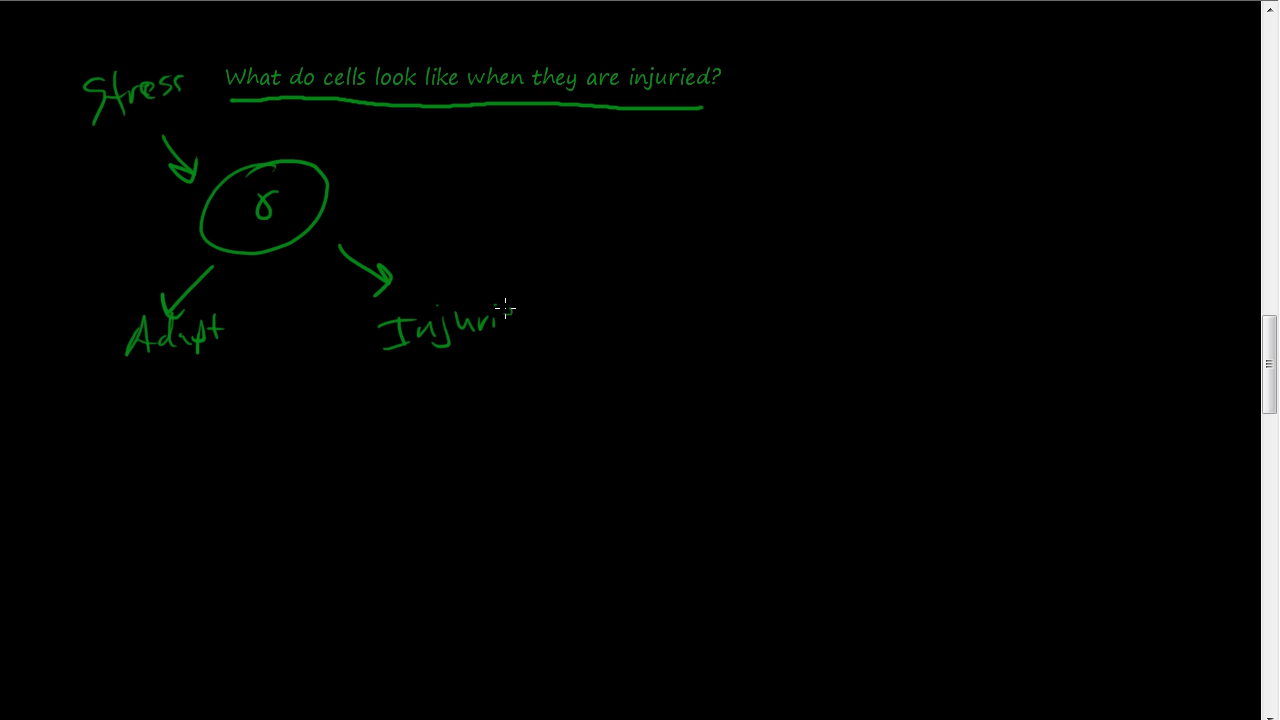 Stress
What do cells look like when they are injuried?
γ
Adapt
Injuri